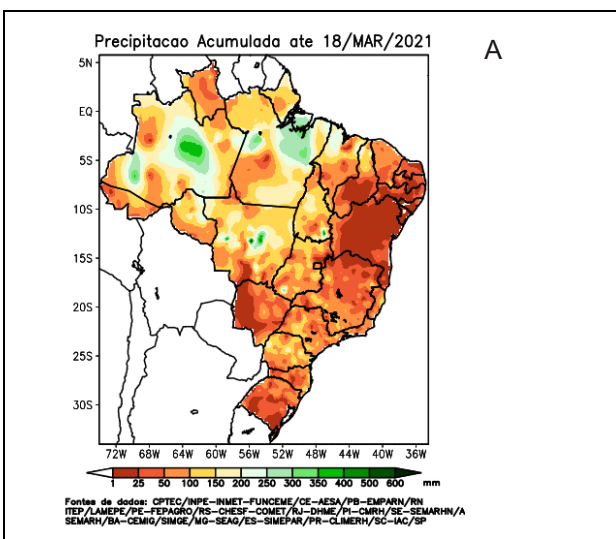 Precipitacao Acumulada ate 18/MAR/2021
A
5N
EQ
5S
10S
15S
20S
25S
30S
72W 68W 64W 60W 56W 52W 48W 44W 40W 36W
1 25 50 100 150 200 250 300 350 400 500 600 mm
Fontes de dados: CPTEC/INPE-INMET-FUNCEME/CE-AESA/PB-EMPARN/RN
ITEP/LAMEPE/PE-FEPAGRO/RS-CHESF-COMET/RJ-DHME/PI-CMRH/SE-SEMARHN/A
SEMARH/BA-CEMIG/SIMGE/MG-SEAG/ES-SIMEPAR/PR-CLIMERH/SC-IAC/SP